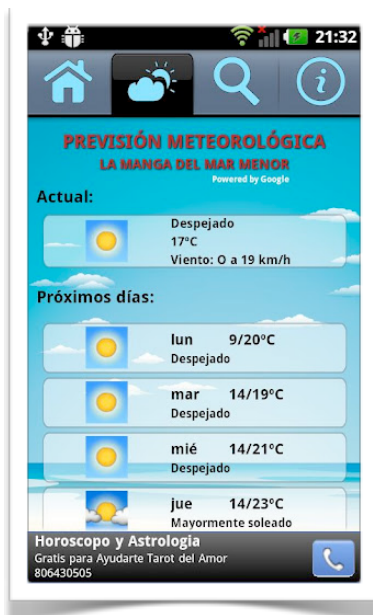 21:32
PREVISIÓN METEOROLÓGICA
LA MANGA DEL MAR MENOR
Powered by Google
Actual:
Despejado
17ºC
Viento: O a 19 km/h
Próximos días:
lun 9/20ºC
Despejado
mar 14/19ºC
Despejado
mié 14/21ºC
Despejado
jue 14/23ºC
Mayormente soleado
Horoscopo y Astrologia
Gratis para Ayudarte Tarot del Amor
806430505